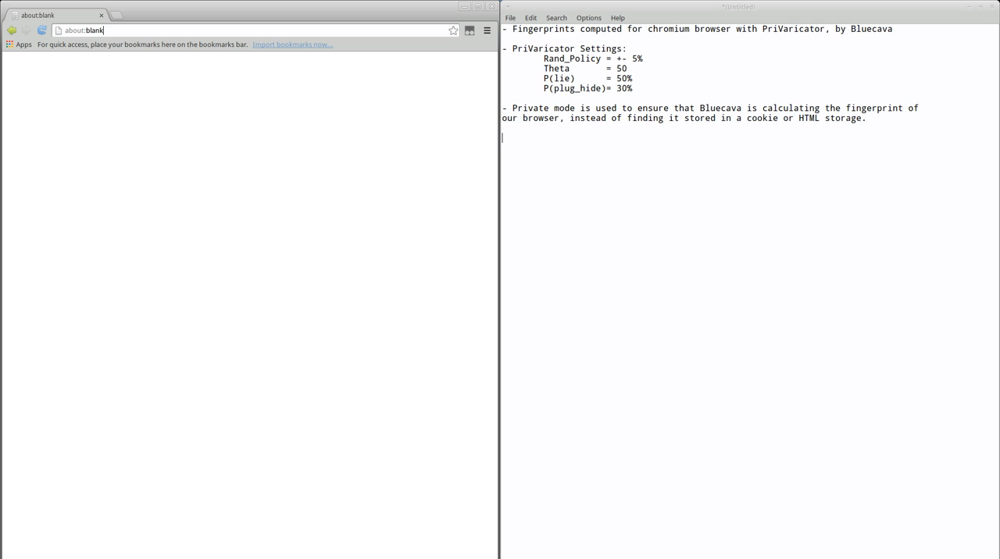 about:blank
about:blank
Apps For quick access, place your bookmarks here on the bookmarks bar. Import bookmarks now...
*(Untitled)
File Edit Search Options Help
- Fingerprints computed for chromium browser with PriVaricator, by Bluecava
- PriVaricator Settings:
Rand_Policy = +- 5%
Theta = 50
P(lie) = 50%
P(plug_hide)= 30%
- Private mode is used to ensure that Bluecava is calculating the fingerprint of
our browser, instead of finding it stored in a cookie or HTML storage.